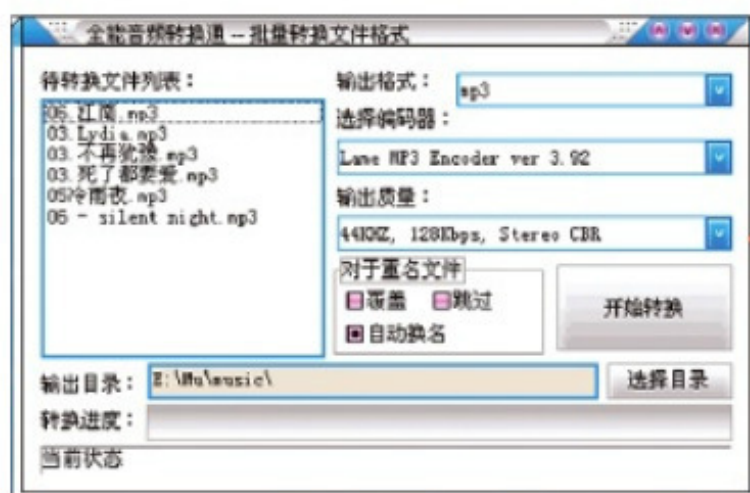 全能音频转换通 -- 批量转换文件格式
待转换文件列表：
06.江南.mp3
03.Lydia.mp3
03.不再犹豫.mp3
03.死了都要爱.mp3
05冷雨夜.mp3
06 - silent night.mp3
输出格式：
mp3
选择编码器：
Lame MP3 Encoder ver 3.92
输出质量：
44KHZ, 128Kbps, Stereo CBR
对于重名文件
覆盖 跳过
自动换名
开始转换
输出目录：
E:\Mu\music\
选择目录
转换进度：
当前状态